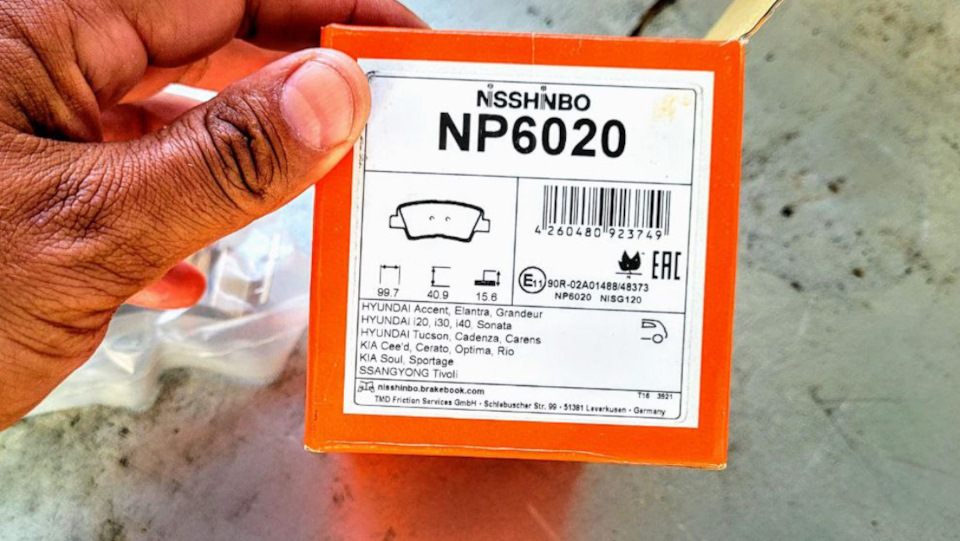 NiSSHiNBO
NP6020
4 260480 923749
EAC
E11 90R-02A01488/48373
NP6020 NISG120
99.7 40.9 15.6
HYUNDAI Accent, Elantra, Grandeur
HYUNDAI i20, i30, i40, Sonata
HYUNDAI Tucson, Cadenza, Carens
KIA Cee'd, Cerato, Optima, Rio
KIA Soul, Sportage
SSANGYONG Tivoli
nisshinbo.brakebook.com
T16 3521
TMD Friction Services GmbH - Schlebuscher Str. 99 - 51381 Leverkusen - Germany